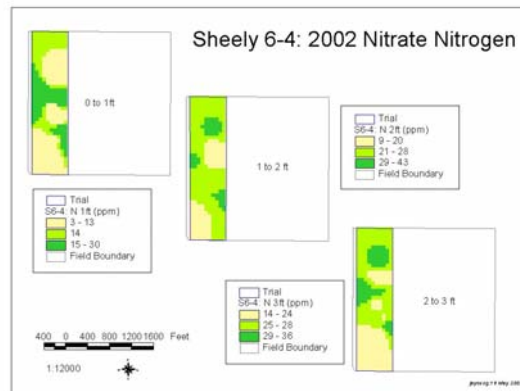 Sheely 6-4: 2002 Nitrate Nitrogen
0 to 1ft
Trial
S6-4: N 1ft (ppm)
3 - 13
14
15 - 30
Field Boundary
1 to 2 ft
Trial
S6-4: N 2ft (ppm)
9 - 20
21 - 28
29 - 43
Field Boundary
2 to 3 ft
Trial
S6-4: N 3ft (ppm)
14 - 24
25 - 28
29 - 36
Field Boundary
400 0 400 800 1200 1600 Feet
1:12000